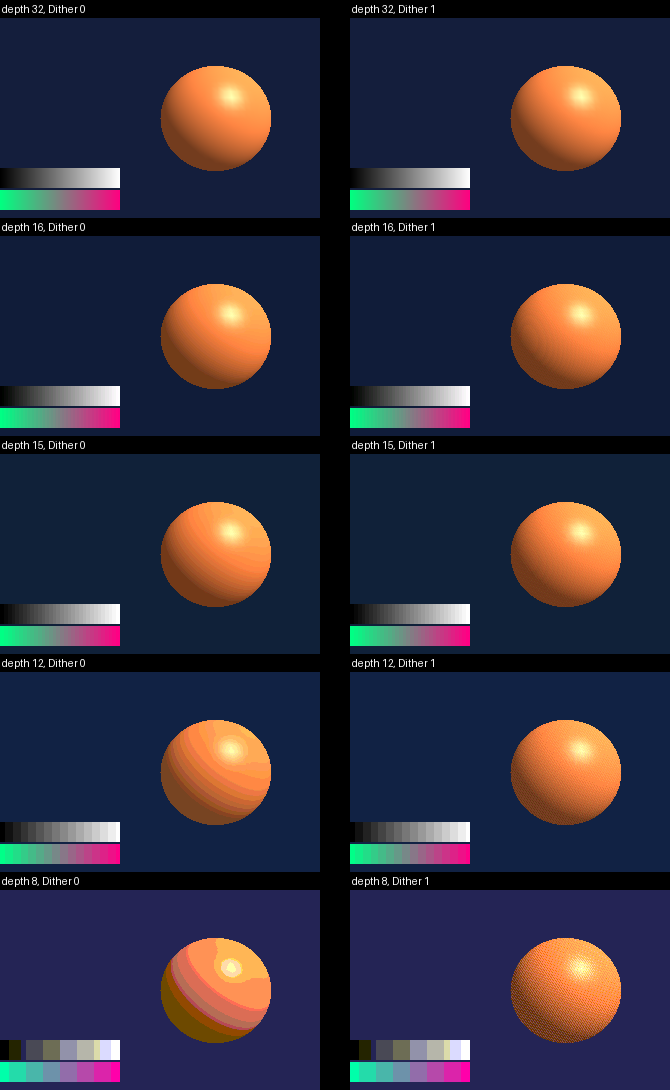 depth 32, Dither 0
depth 32, Dither 1
depth 16, Dither 0
depth 16, Dither 1
depth 15, Dither 0
depth 15, Dither 1
depth 12, Dither 0
depth 12, Dither 1
depth 8, Dither 0
depth 8, Dither 1